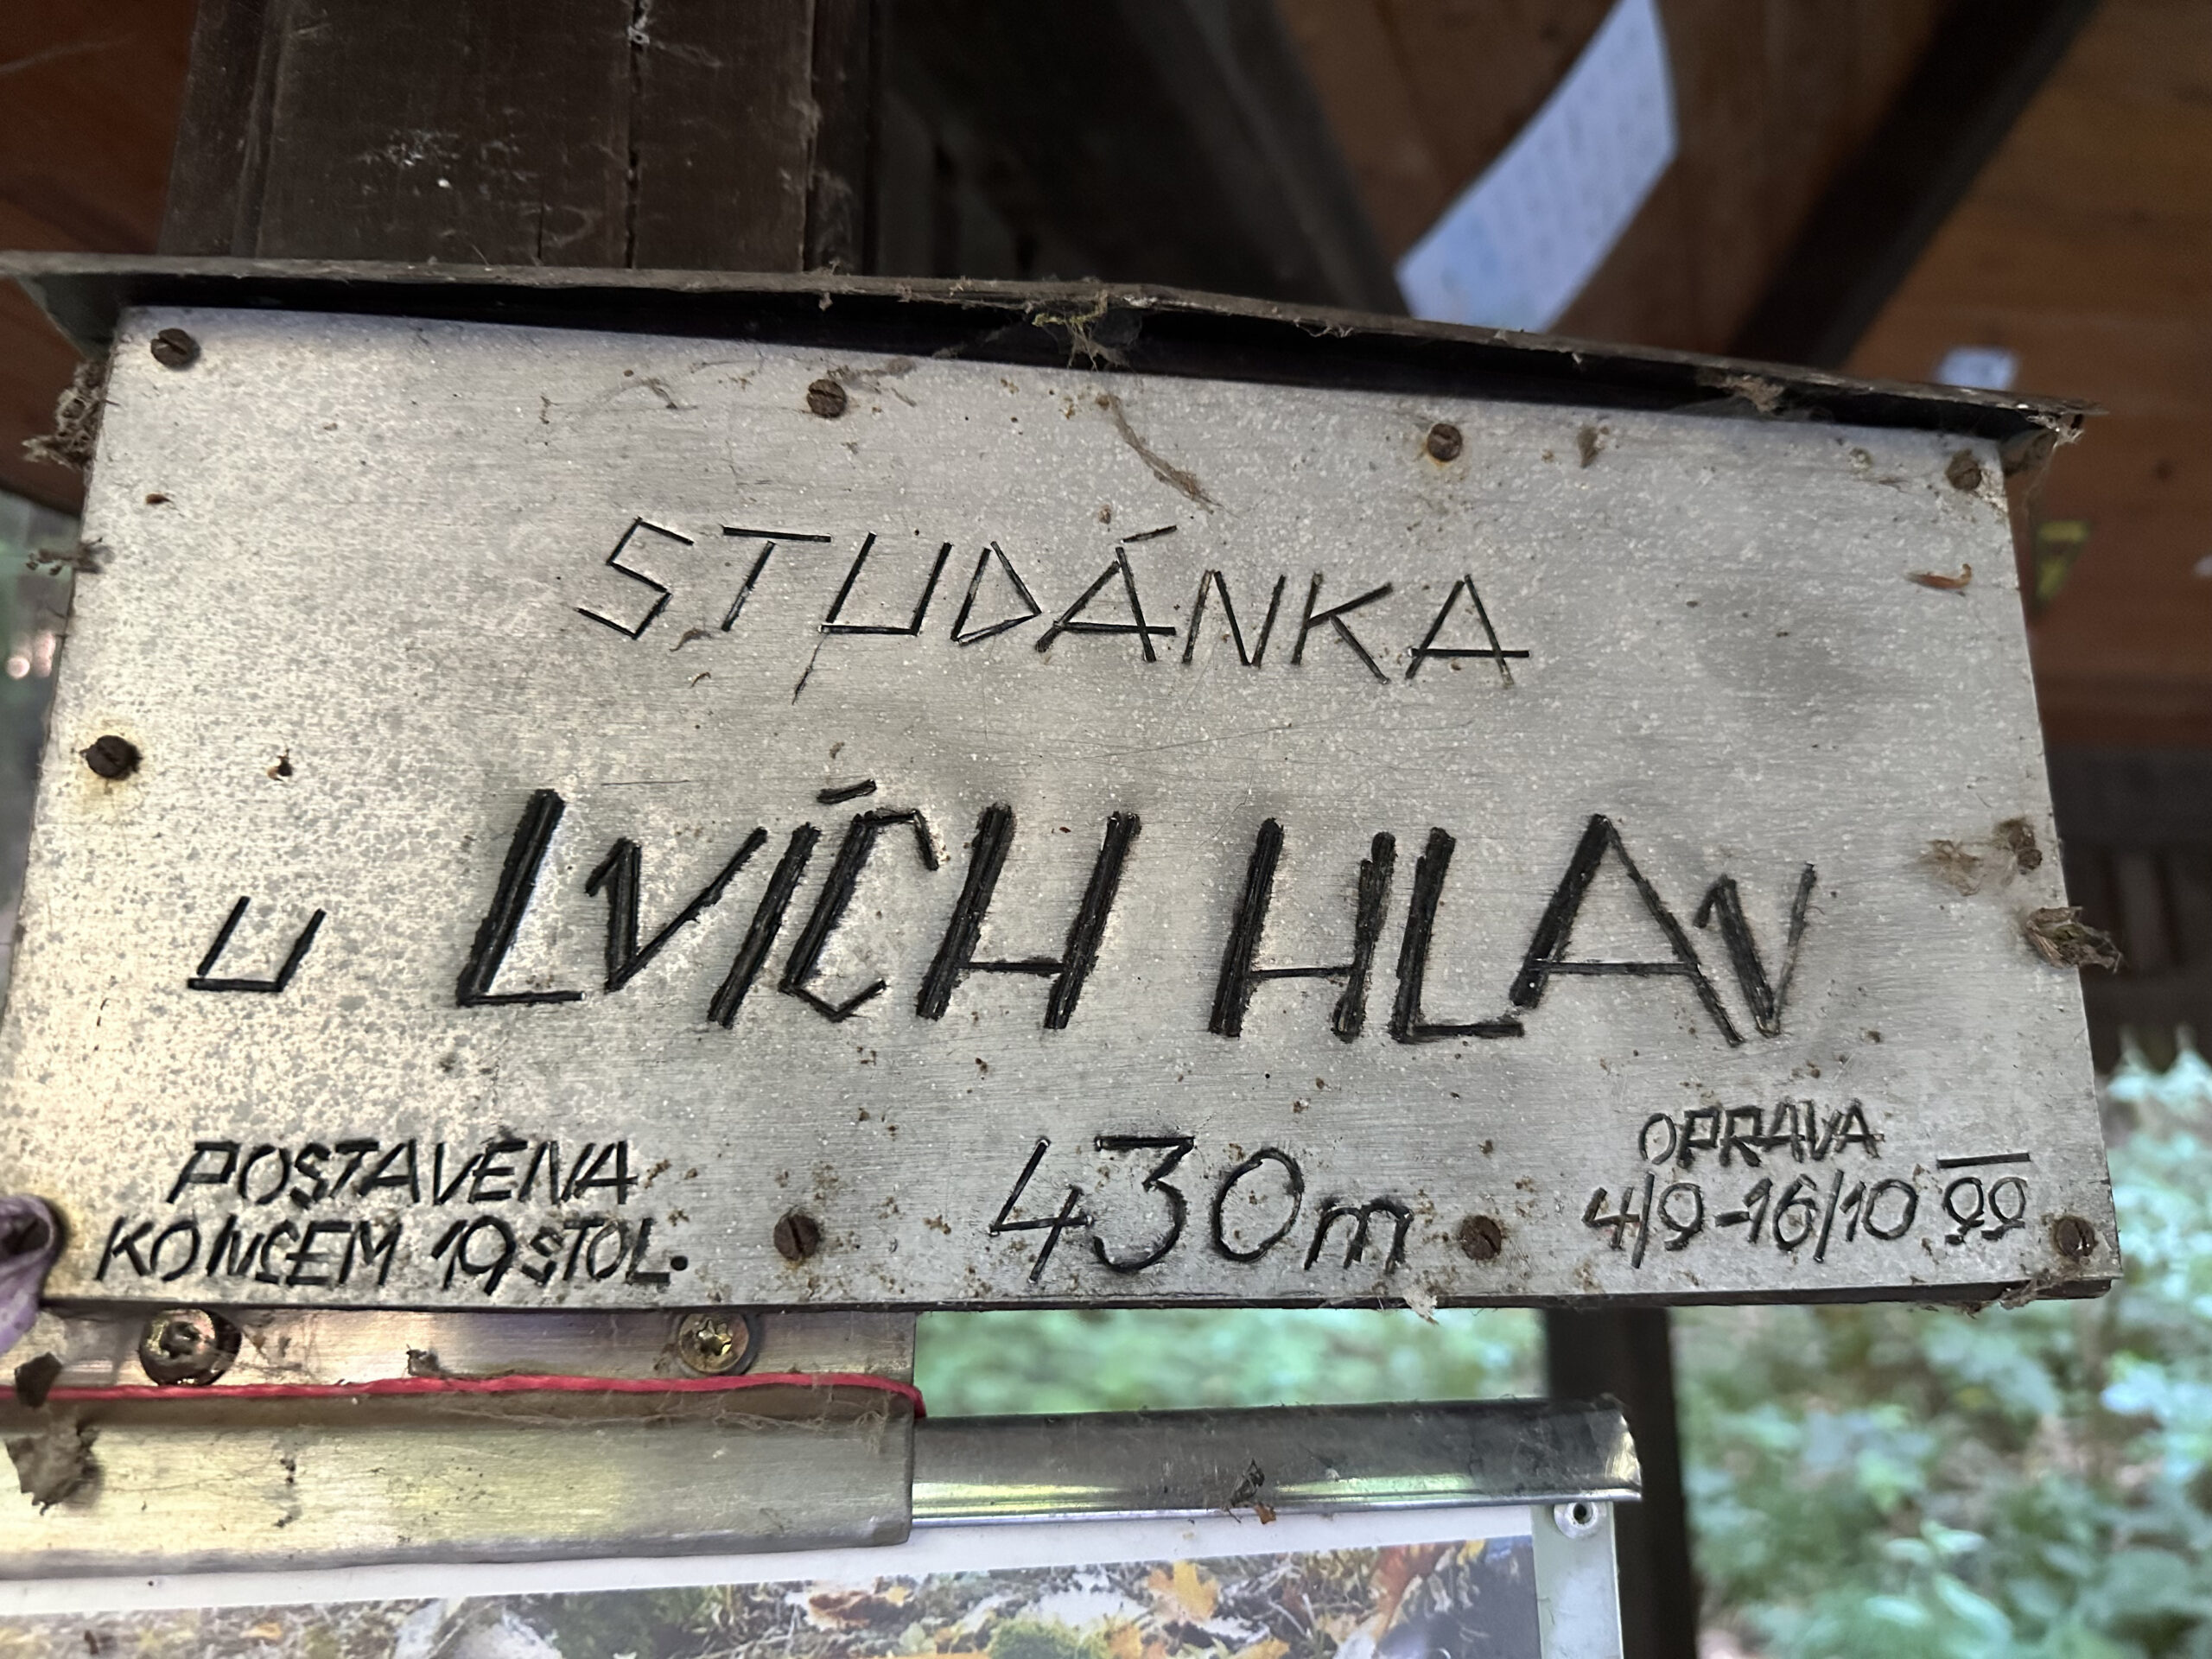 STUDÁNKA
U LVÍCH HLAV
POSTAVENA
KONCEM 19 STOL.
430m
OPRAVA
4/9-16/10 99